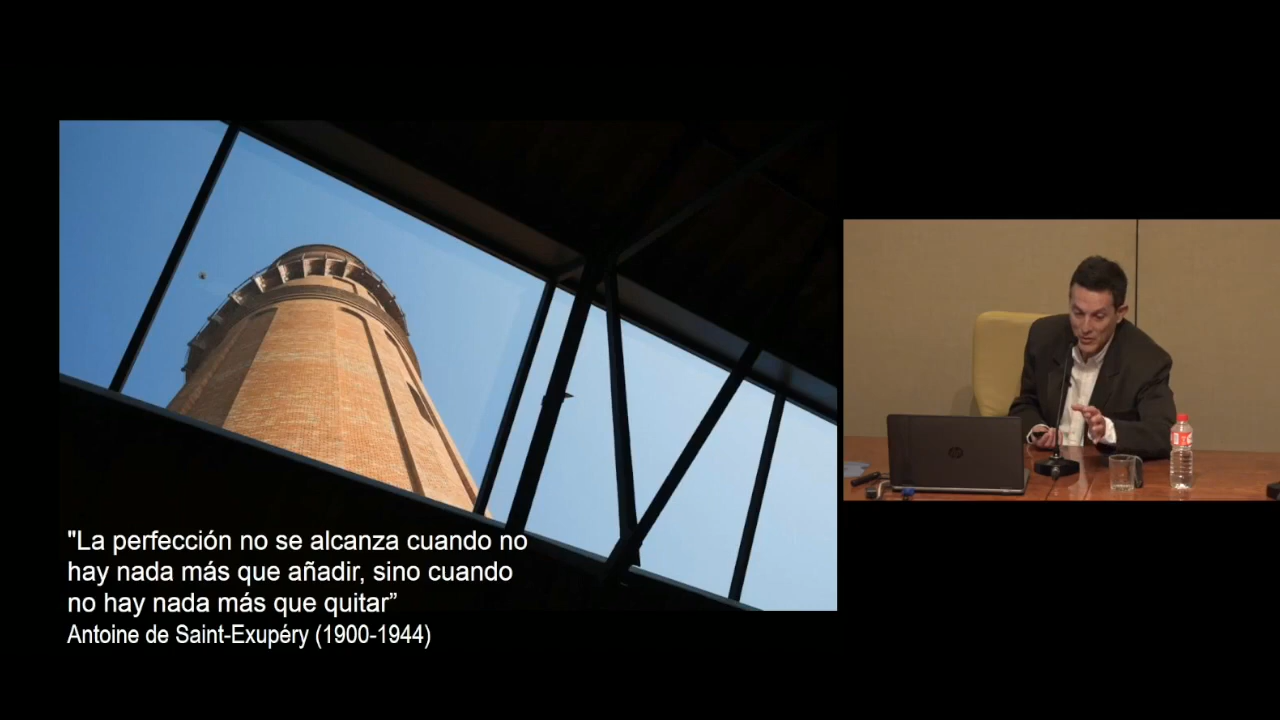 "La perfección no se alcanza cuando no
hay nada más que añadir, sino cuando
no hay nada más que quitar”
Antoine de Saint-Exupéry (1900-1944)
hp